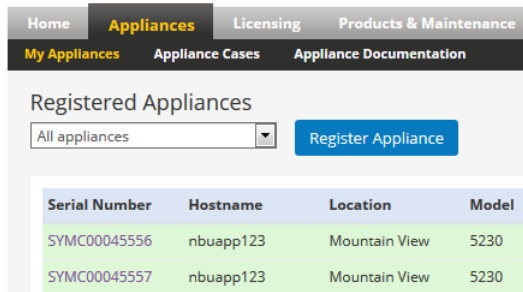 Home Appliances Licensing Products & Maintenance
My Appliances Appliance Cases Appliance Documentation
Registered Appliances
All appliances Register Appliance
Serial Number Hostname Location Model
SYMC00045556 nbuapp123 Mountain View 5230
SYMC00045557 nbuapp123 Mountain View 5230